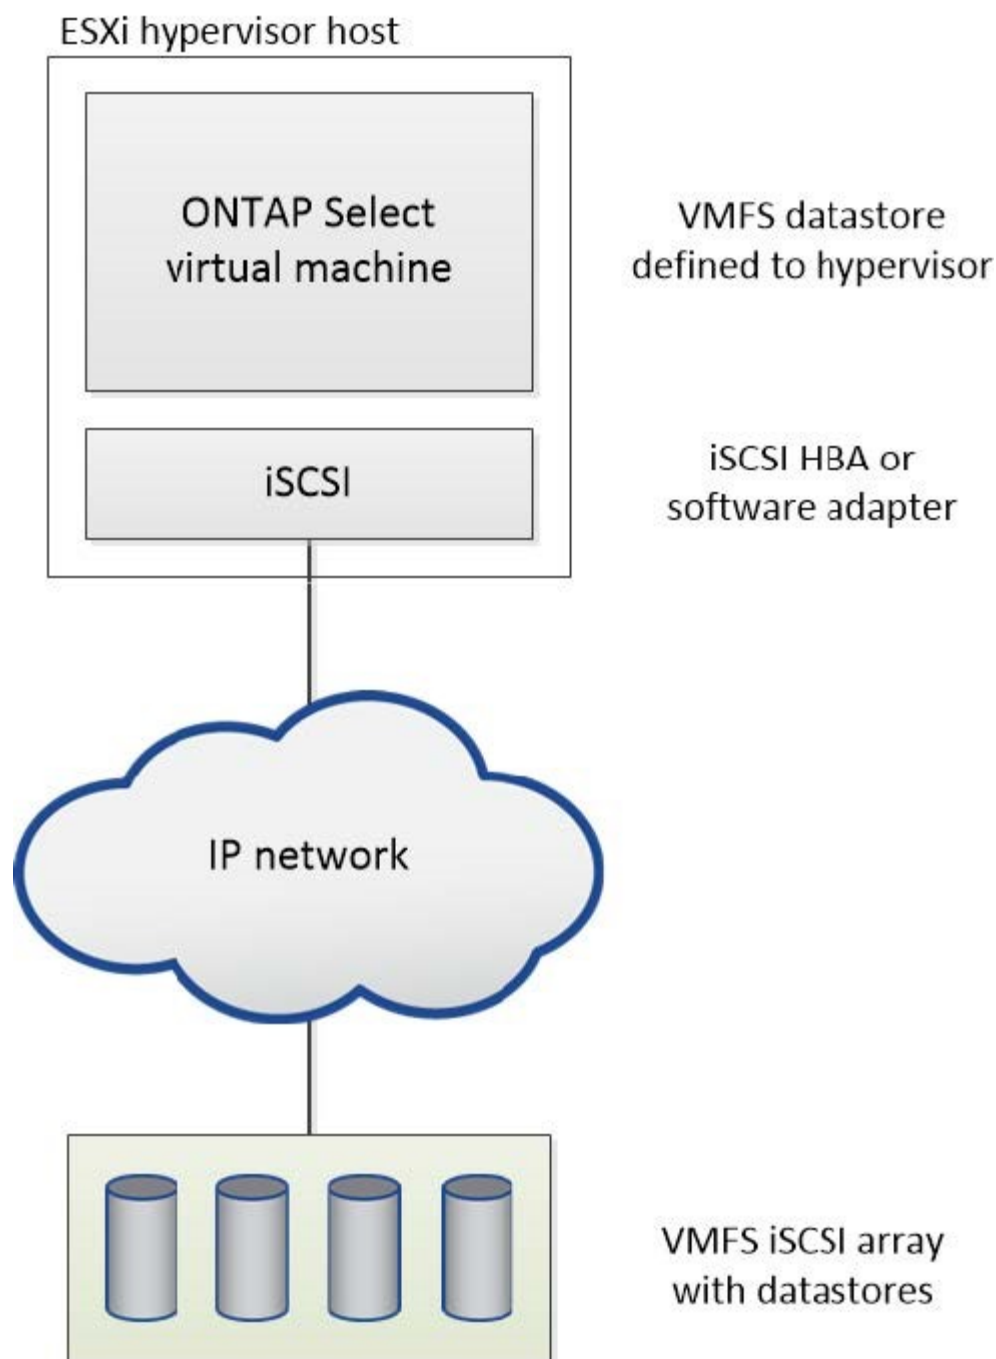 ESXi hypervisor host
ONTAP Select
virtual machine
VMFS datastore
defined to hypervisor
iSCSI
iSCSI HBA or
software adapter
IP network
VMFS iSCSI array
with datastores